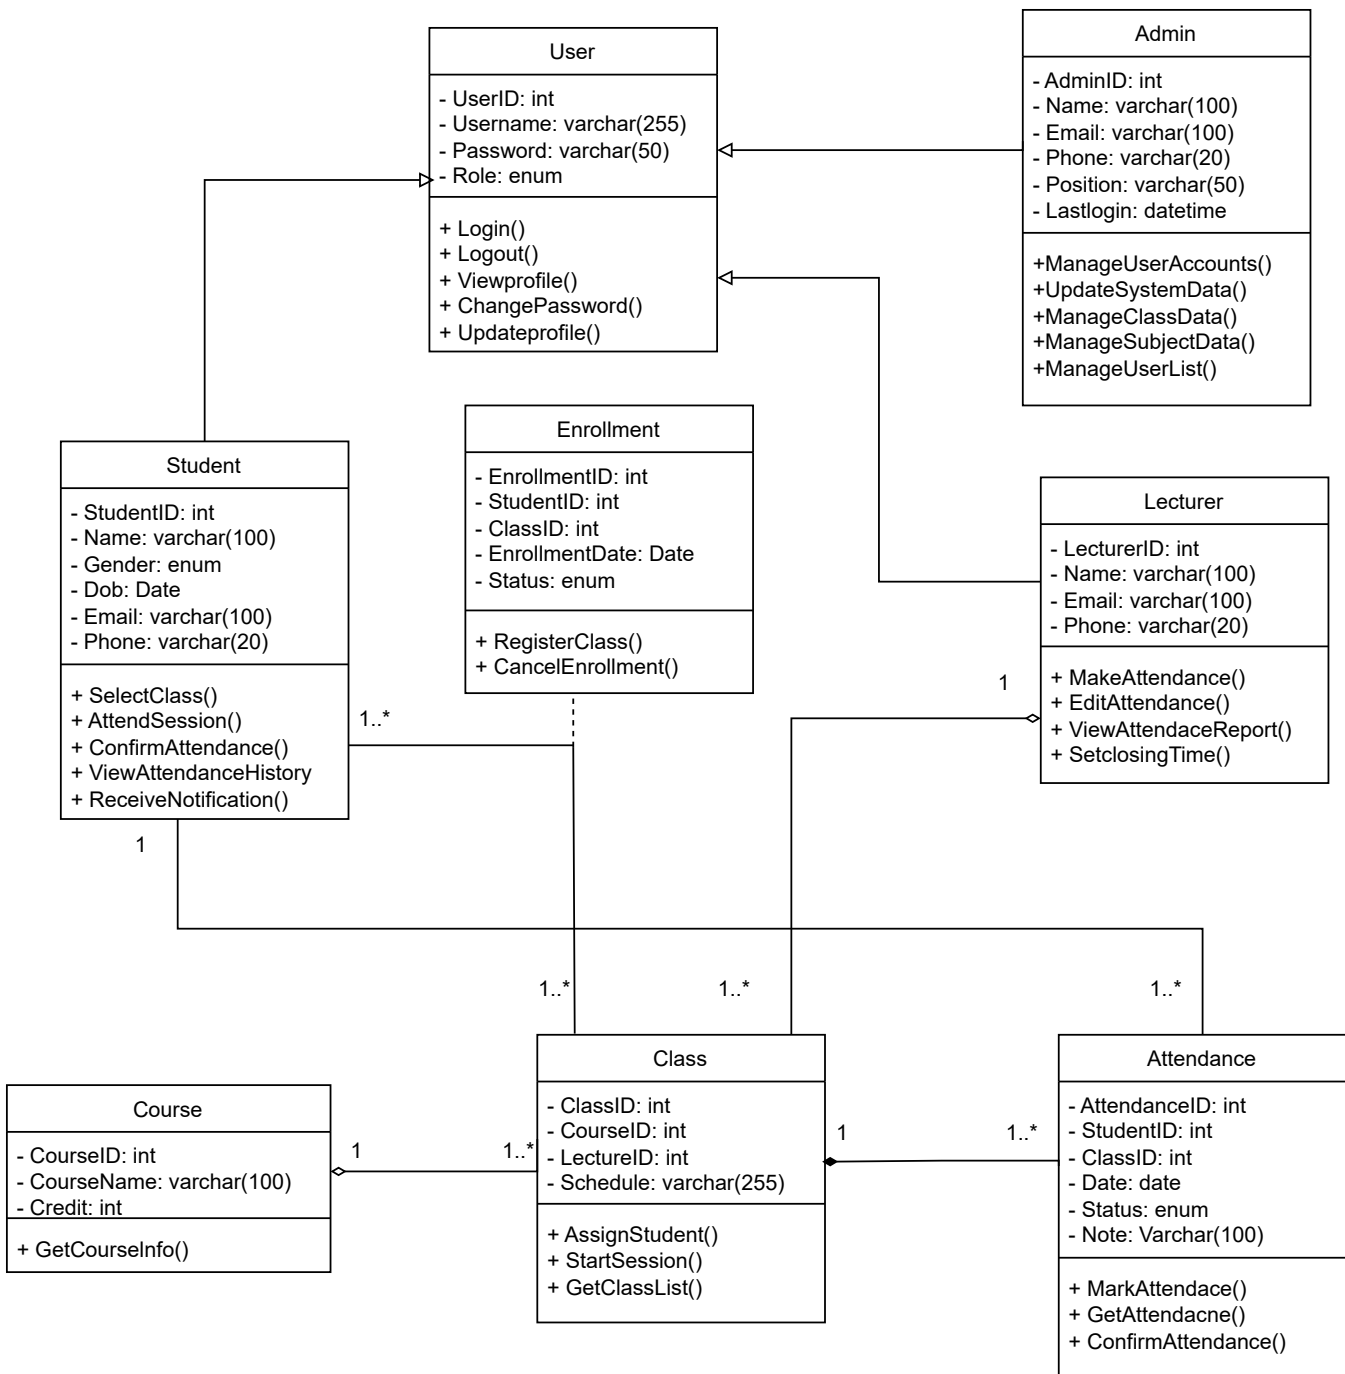 User
- UserID: int
- Username: varchar(255)
- Password: varchar(50)
- Role: enum
+ Login()
+ Logout()
+ Viewprofile()
+ ChangePassword()
+ Updateprofile()
Admin
- AdminID: int
- Name: varchar(100)
- Email: varchar(100)
- Phone: varchar(20)
- Position: varchar(50)
- Lastlogin: datetime
+ManageUserAccounts()
+UpdateSystemData()
+ManageClassData()
+ManageSubjectData()
+ManageUserList()
Student
- StudentID: int
- Name: varchar(100)
- Gender: enum
- Dob: Date
- Email: varchar(100)
- Phone: varchar(20)
+ SelectClass()
+ AttendSession()
+ ConfirmAttendance()
+ ViewAttendanceHistory
+ ReceiveNotification()
1..*
1
Enrollment
- EnrollmentID: int
- StudentID: int
- ClassID: int
- EnrollmentDate: Date
- Status: enum
+ RegisterClass()
+ CancelEnrollment()
Lecturer
- LecturerID: int
- Name: varchar(100)
- Email: varchar(100)
- Phone: varchar(20)
+ MakeAttendance()
+ EditAttendance()
+ ViewAttendaceReport()
+ SetclosingTime()
1
1..*
1..*
1..*
Course
- CourseID: int
- CourseName: varchar(100)
- Credit: int
+ GetCourseInfo()
1
1..*
Class
- ClassID: int
- CourseID: int
- LectureID: int
- Schedule: varchar(255)
+ AssignStudent()
+ StartSession()
+ GetClassList()
1
1..*
Attendance
- AttendanceID: int
- StudentID: int
- ClassID: int
- Date: date
- Status: enum
- Note: Varchar(100)
+ MarkAttendace()
+ GetAttendacne()
+ ConfirmAttendance()